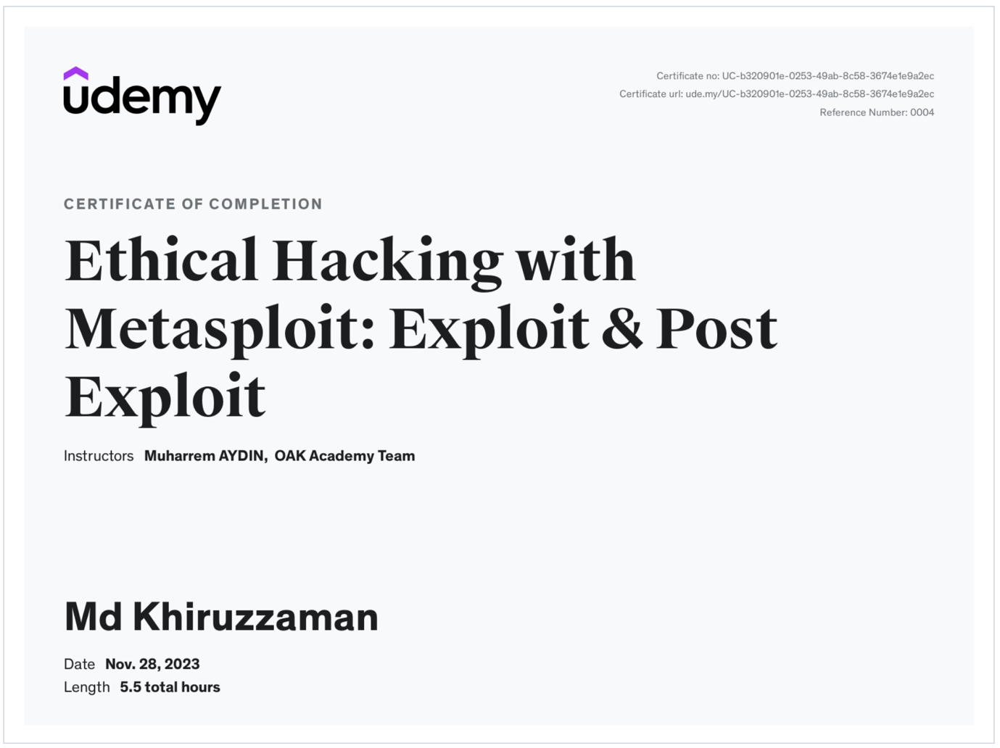 udemy
Certificate no: UC-b320901e-0253-49ab-8c58-3674e1e9a2ec
Certificate url: ude.my/UC-b320901e-0253-49ab-8c58-3674e1e9a2ec
Reference Number: 0004
CERTIFICATE OF COMPLETION
Ethical Hacking with
Metasploit: Exploit & Post
Exploit
Instructors Muharrem AYDIN, OAK Academy Team
Md Khiruzzaman
Date Nov. 28, 2023
Length 5.5 total hours